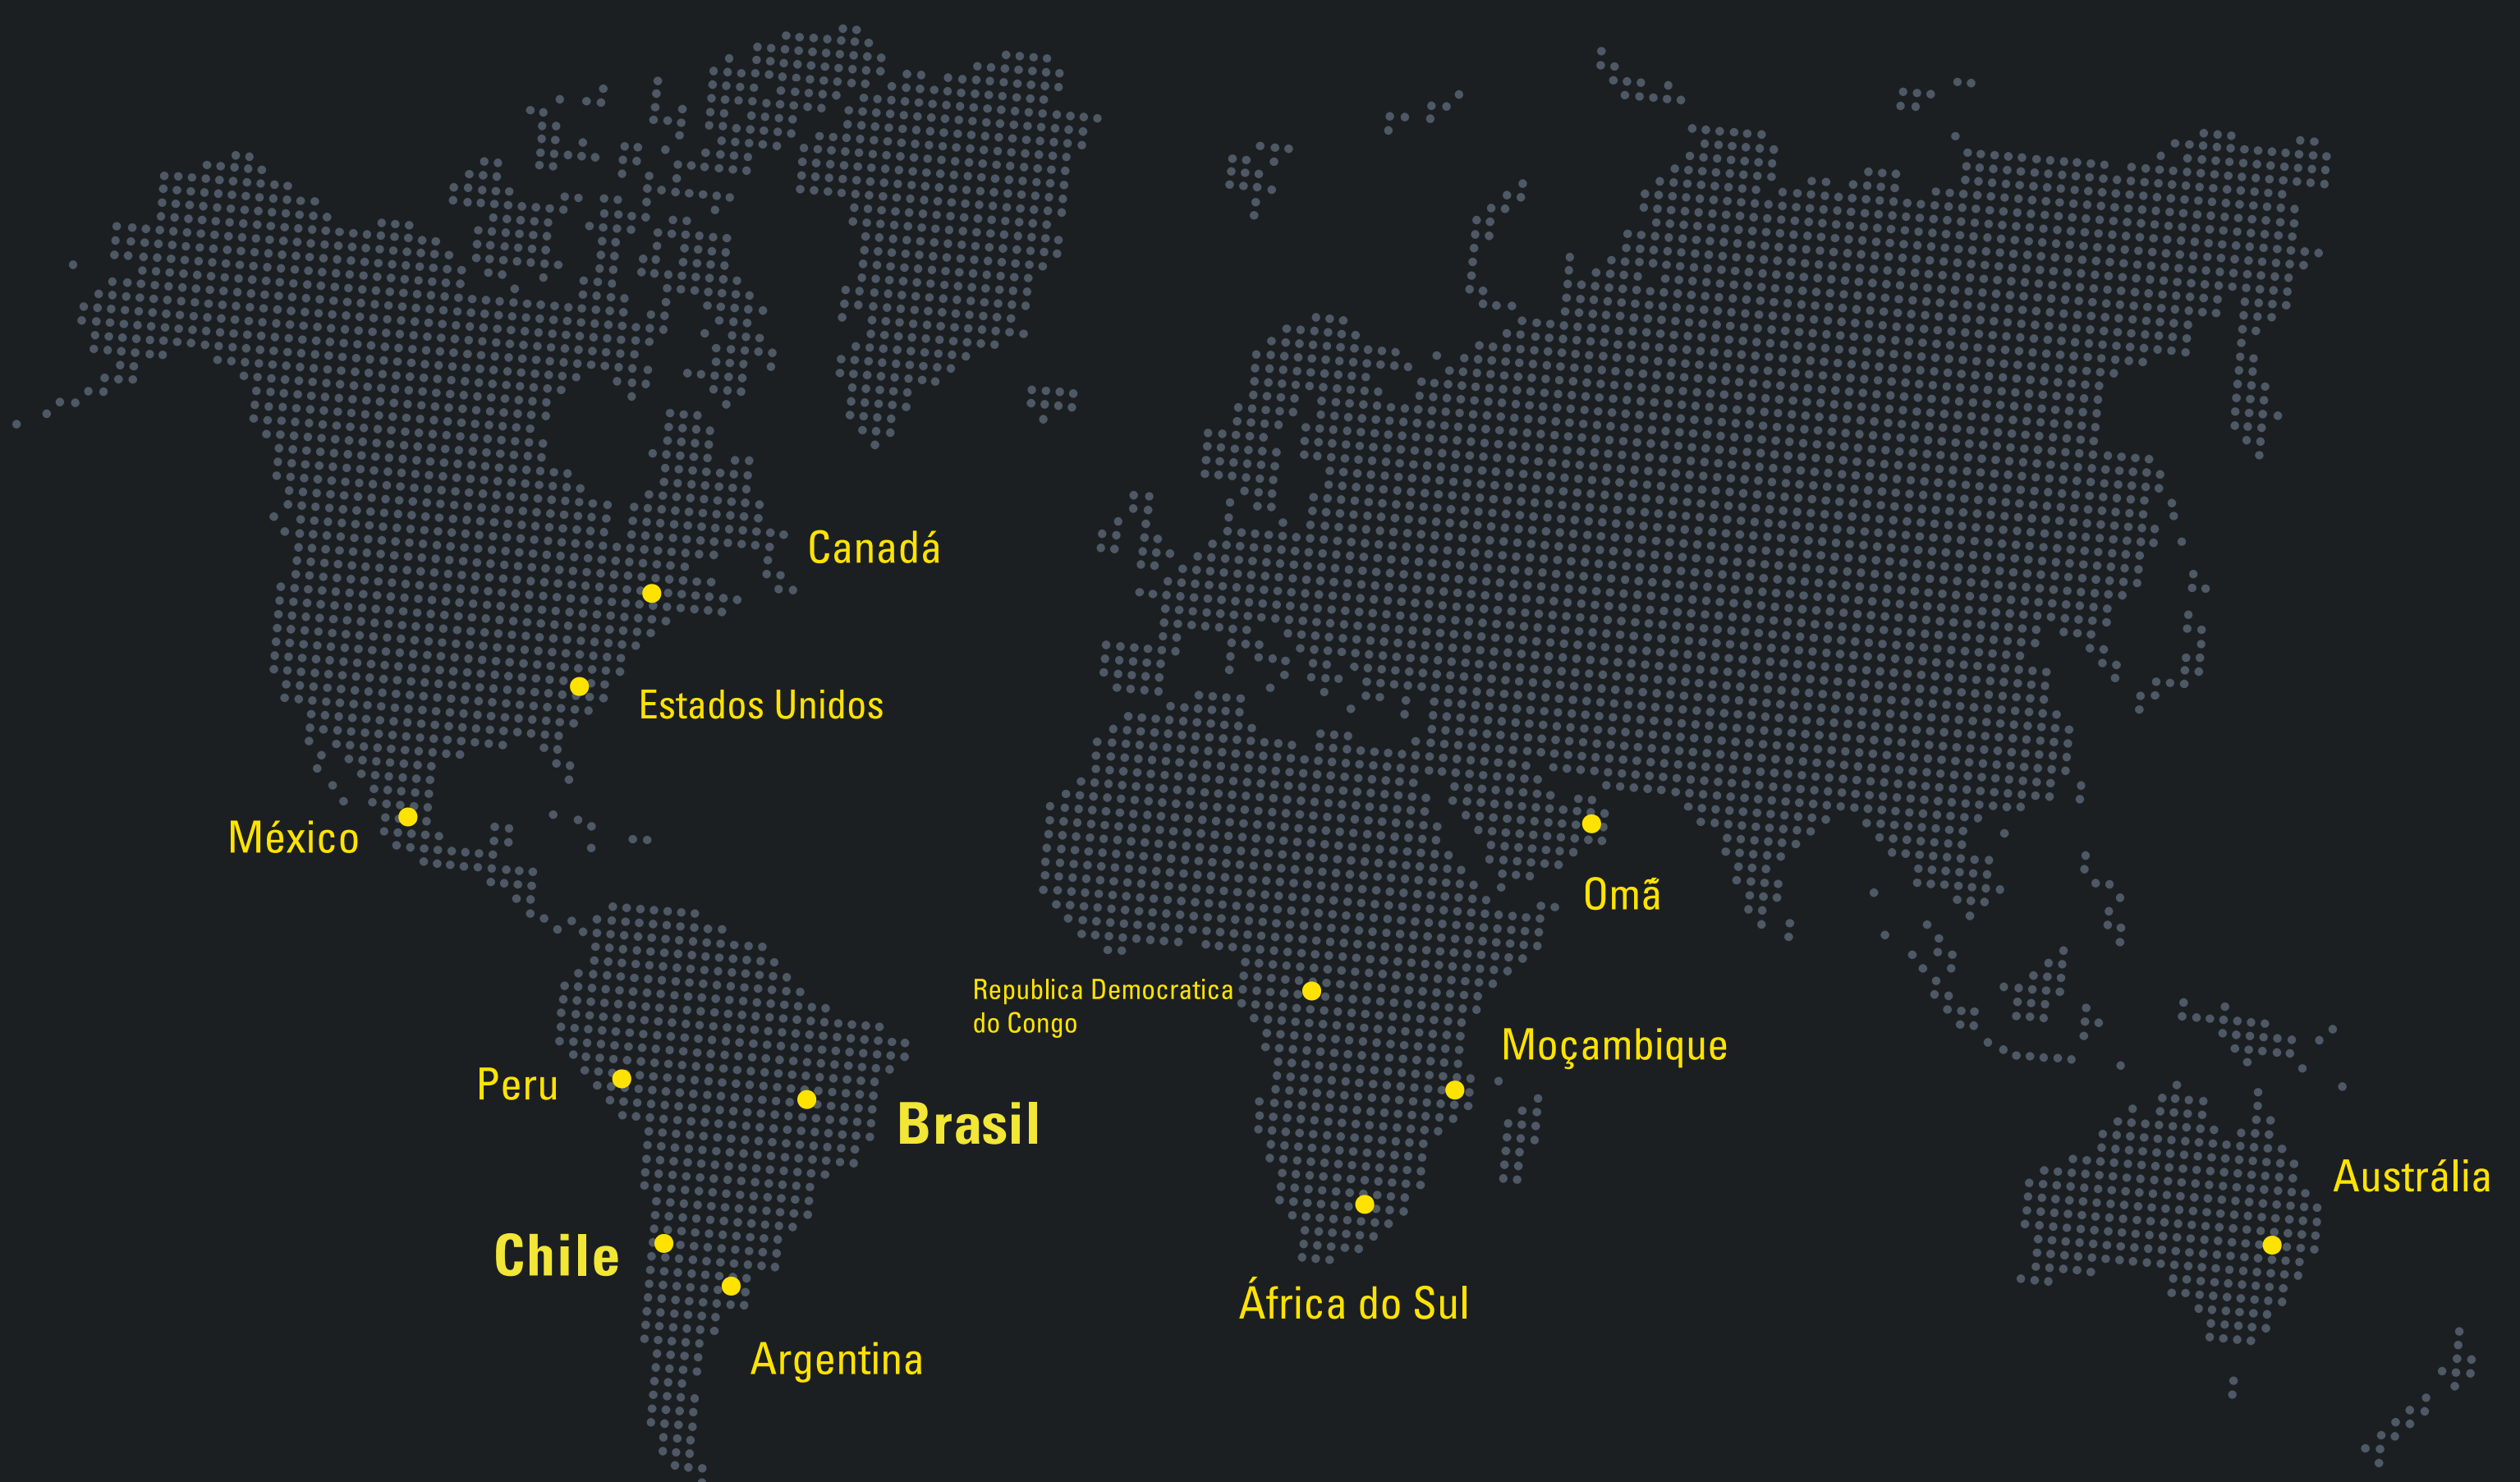 Canadá
Estados Unidos
México
Omã
Republica Democratica
do Congo
Moçambique
Peru
Brasil
Austrália
Chile
África do Sul
Argentina